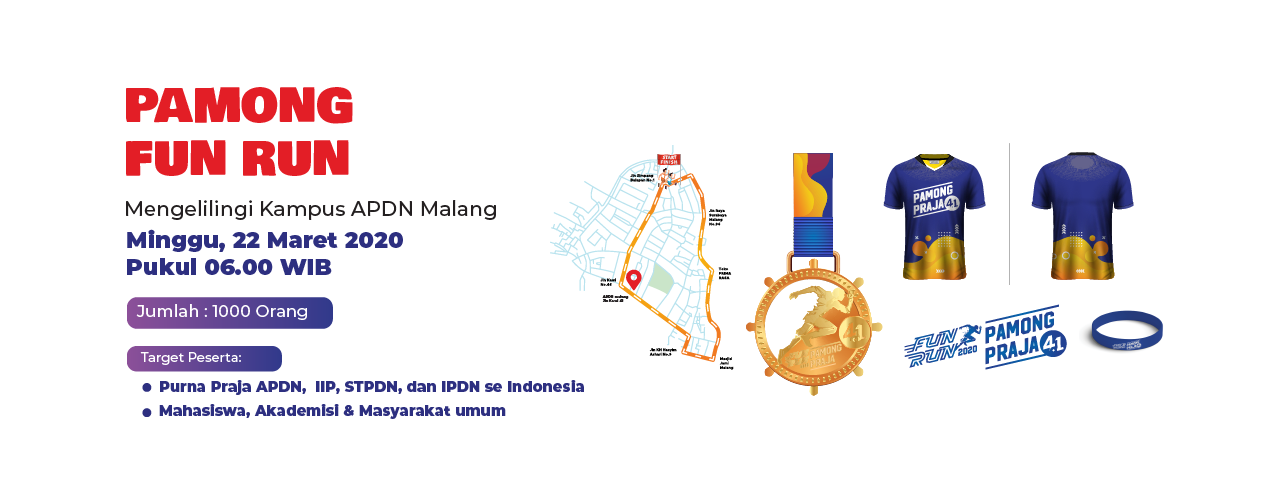 PAMONG
FUN RUN
Mengelilingi Kampus APDN Malang
Minggu, 22 Maret 2020
Pukul 06.00 WIB
Jumlah : 1000 Orang
Target Peserta:
Purna Praja APDN, IIP, STPDN, dan IPDN se Indonesia
Mahasiswa, Akademisi & Masyarakat umum
START
FINISH
Malang
41
PAMONG
PRAJA
PAMONG
PRAJA 41
FUN
RUN 2020
PAMONG
PRAJA 41